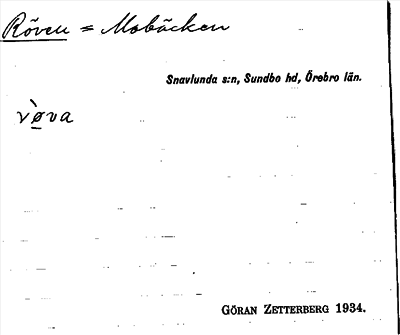 Röven = Mobäcken
Snavlunda s:n, Sundbo hd, Örebro län.
vø̀va
GÖRAN ZETTERBERG 1934.